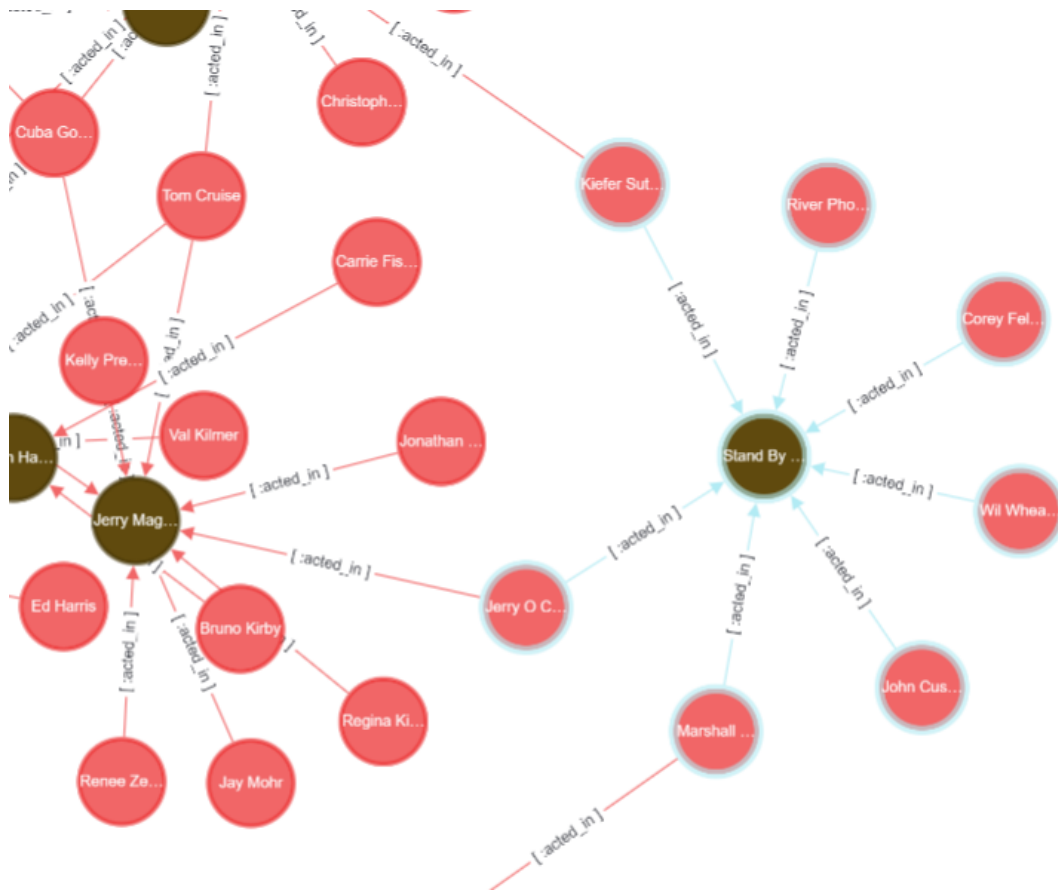 [ :acted_in ]
[ :acted_in ]
[ :acted_in ]
Christoph…
Cuba Go…
Tom Cruise
Kiefer Sut…
River Pho…
Carrie Fis…
[ :acted_in ]
[ :acted_in ]
Corey Fel…
[ :acted_in ]
[ :acted_in ]
Kelly Pre…
[ :acted_in ]
Val Kilmer
Jonathan …
Stand By …
[ :acted_in ]
[ :acted_in ]
Wil Whea…
Jerry Mag…
[ :acted_in ]
[ :acted_in ]
[ :acted_in ]
Ed Harris
Bruno Kirby
Jerry O C…
[ :acted_in ]
[ :acted_in ]
[ :acted_in ]
John Cus…
Regina Ki…
Marshall …
Renee Ze…
Jay Mohr
[ :acted_in ]